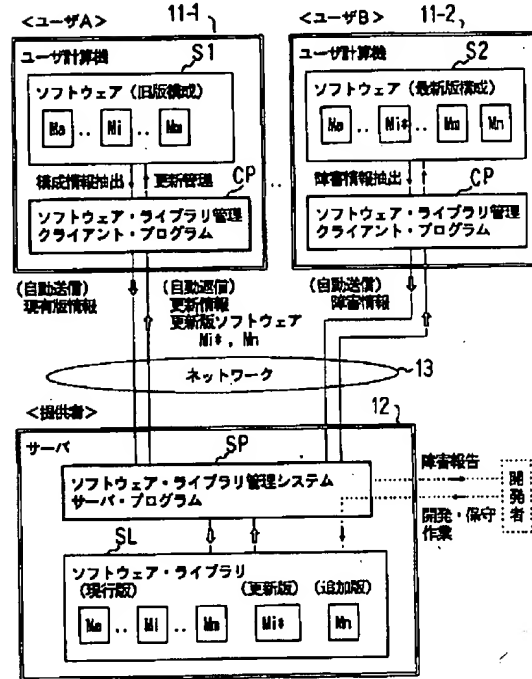 <ユーザA> 11-1
ユーザ計算機
S1
ソフトウェア(旧版構成)
Ma .. Mi .. Mm
構成情報抽出 更新管理
CP
ソフトウェア・ライブラリ管理
クライアント・プログラム
(自動送信)
現有版情報
(自動返信)
更新情報
更新版ソフトウェア
Mi*, Mn
<ユーザB> 11-2
ユーザ計算機
S2
ソフトウェア(最新版構成)
Ma .. Mi* .. Mm Mn
障害情報抽出
CP
ソフトウェア・ライブラリ管理
クライアント・プログラム
(自動送信)
障害情報
..
ネットワーク 13
<提供者> 12
サーバ
SP
ソフトウェア・ライブラリ管理システム
サーバ・プログラム
障害報告
開発・保守
作業
開発者
SL
ソフトウェア・ライブラリ
(現行版) (更新版) (追加版)
Ma .. Mi .. Mm Mi* Mn